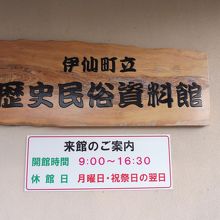 伊仙町立
歴史民俗資料館
来館のご案内
開館時間 9:00～16:30
休館日 月曜日・祝祭日の翌日